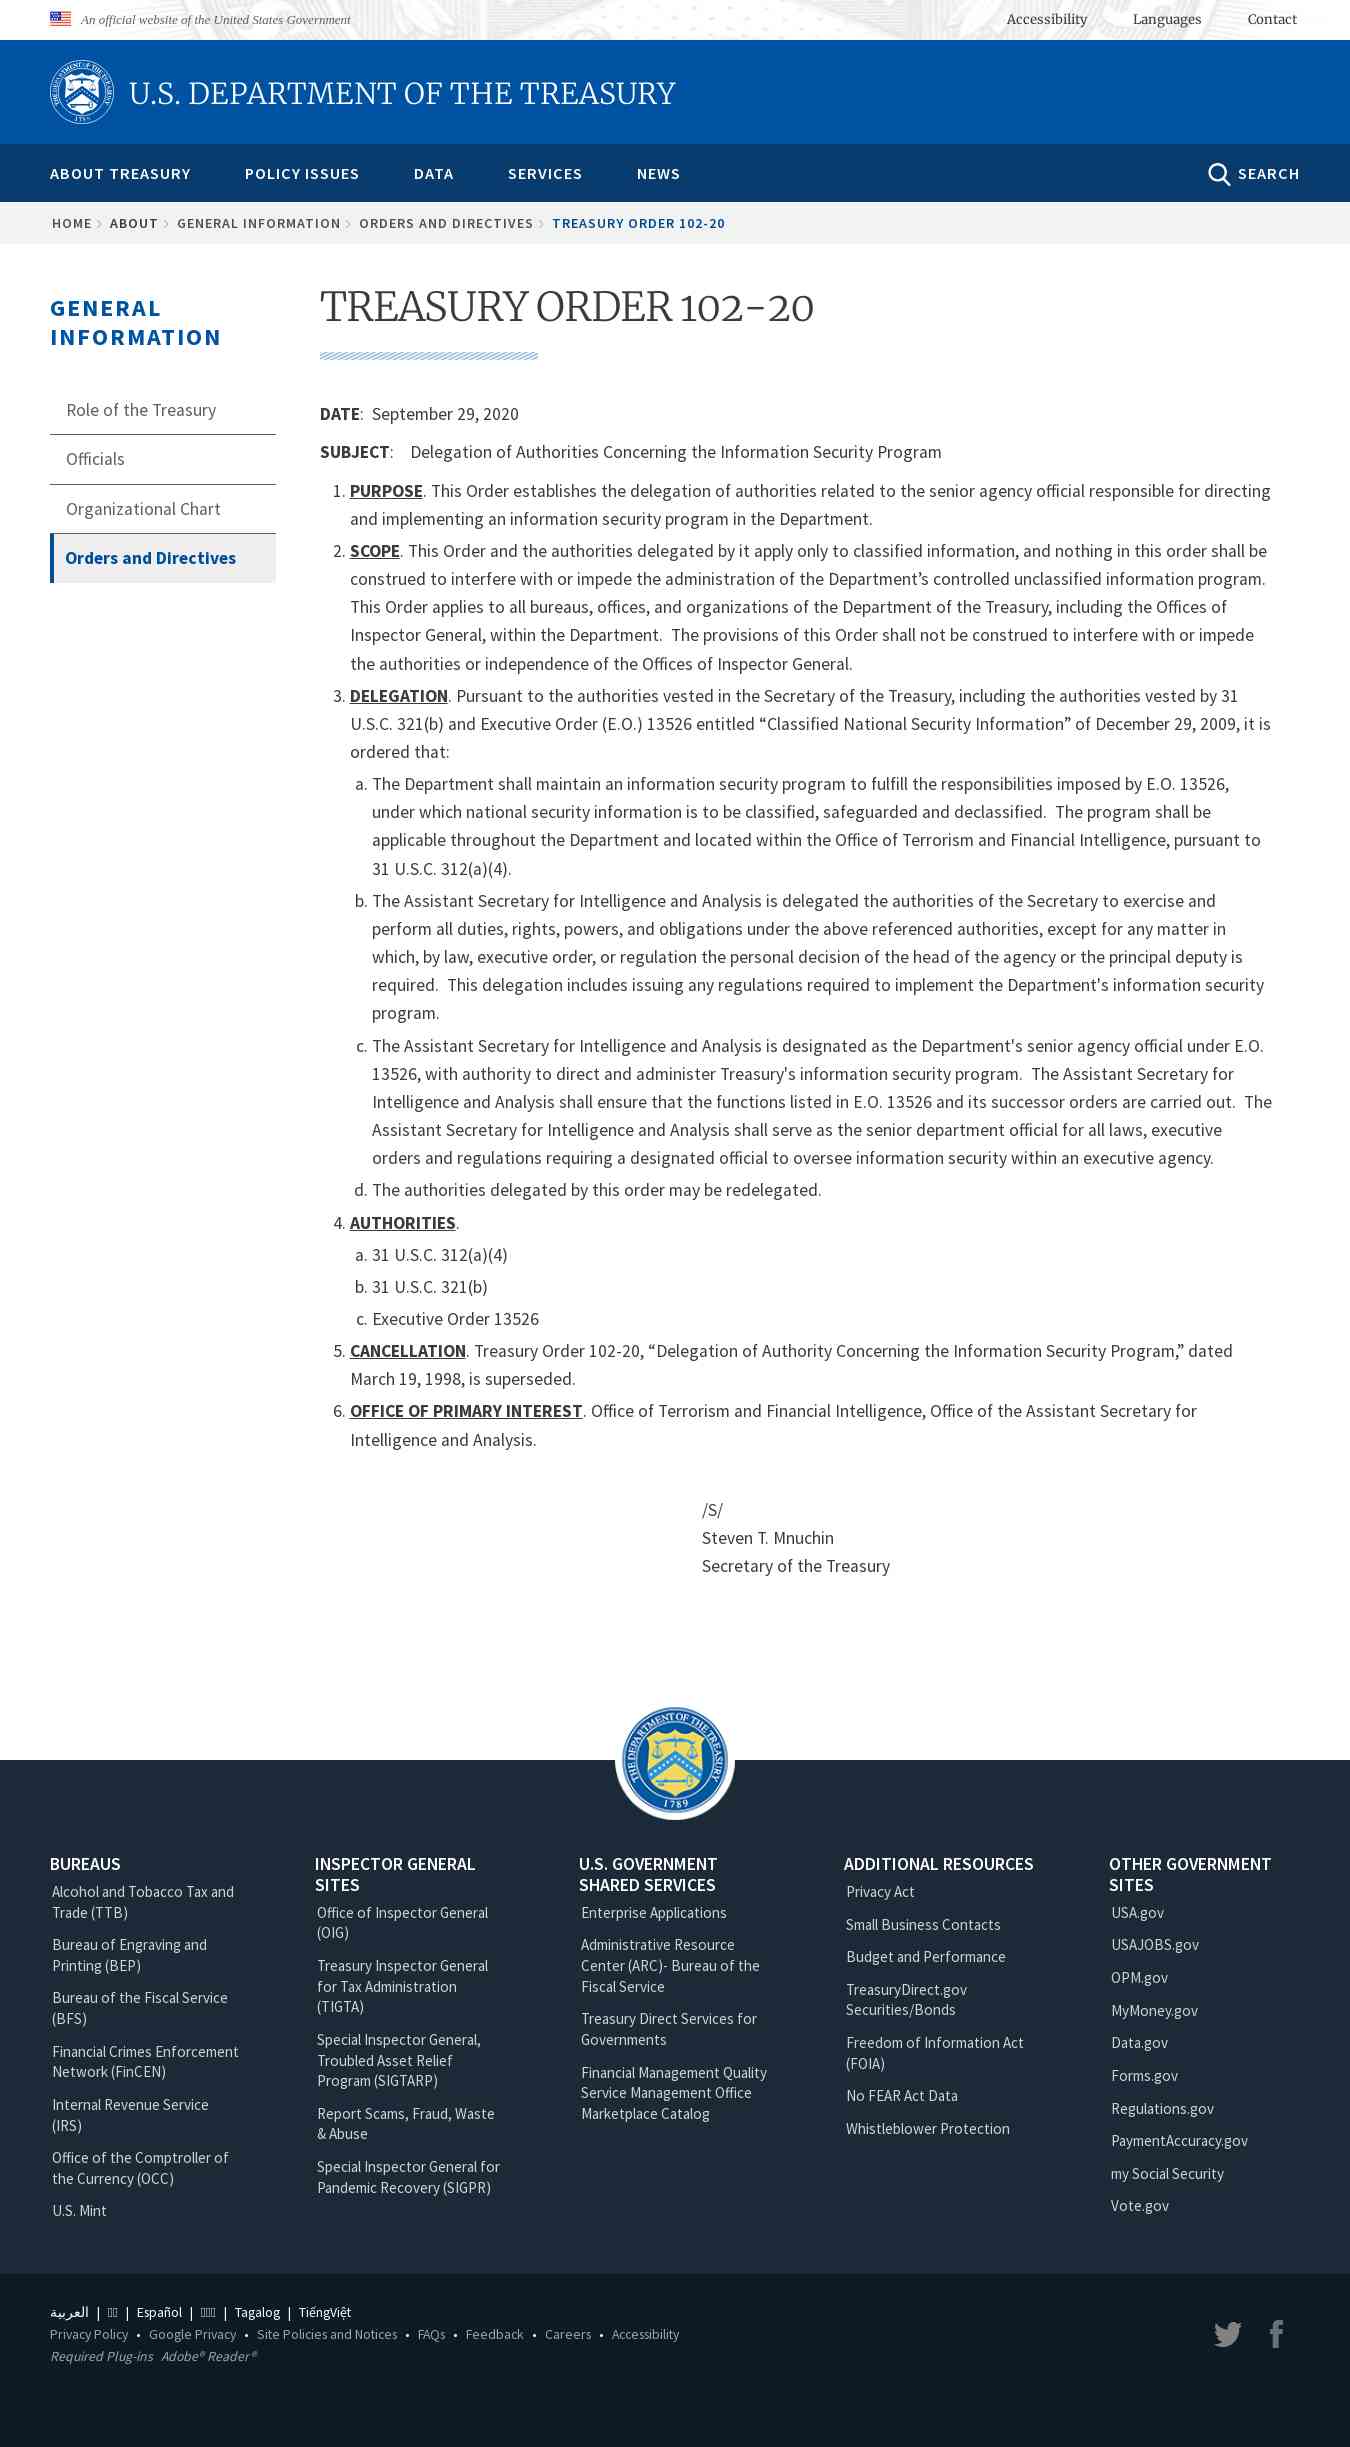 An official website of the United States Government
Accessibility Languages Contact
U.S. DEPARTMENT OF THE TREASURY
ABOUT TREASURY POLICY ISSUES DATA SERVICES NEWS SEARCH
HOME ABOUT GENERAL INFORMATION ORDERS AND DIRECTIVES TREASURY ORDER 102-20
GENERAL
INFORMATION
Role of the Treasury
Officials
Organizational Chart
Orders and Directives
TREASURY ORDER 102-20
DATE:  September 29, 2020
SUBJECT:    Delegation of Authorities Concerning the Information Security Program
1. PURPOSE. This Order establishes the delegation of authorities related to the senior agency official responsible for directing
and implementing an information security program in the Department.
2. SCOPE. This Order and the authorities delegated by it apply only to classified information, and nothing in this order shall be
construed to interfere with or impede the administration of the Department’s controlled unclassified information program.
This Order applies to all bureaus, offices, and organizations of the Department of the Treasury, including the Offices of
Inspector General, within the Department.  The provisions of this Order shall not be construed to interfere with or impede
the authorities or independence of the Offices of Inspector General.
3. DELEGATION. Pursuant to the authorities vested in the Secretary of the Treasury, including the authorities vested by 31
U.S.C. 321(b) and Executive Order (E.O.) 13526 entitled “Classified National Security Information” of December 29, 2009, it is
ordered that:
a. The Department shall maintain an information security program to fulfill the responsibilities imposed by E.O. 13526,
under which national security information is to be classified, safeguarded and declassified.  The program shall be
applicable throughout the Department and located within the Office of Terrorism and Financial Intelligence, pursuant to
31 U.S.C. 312(a)(4).
b. The Assistant Secretary for Intelligence and Analysis is delegated the authorities of the Secretary to exercise and
perform all duties, rights, powers, and obligations under the above referenced authorities, except for any matter in
which, by law, executive order, or regulation the personal decision of the head of the agency or the principal deputy is
required.  This delegation includes issuing any regulations required to implement the Department's information security
program.
c. The Assistant Secretary for Intelligence and Analysis is designated as the Department's senior agency official under E.O.
13526, with authority to direct and administer Treasury's information security program.  The Assistant Secretary for
Intelligence and Analysis shall ensure that the functions listed in E.O. 13526 and its successor orders are carried out.  The
Assistant Secretary for Intelligence and Analysis shall serve as the senior department official for all laws, executive
orders and regulations requiring a designated official to oversee information security within an executive agency.
d. The authorities delegated by this order may be redelegated.
4. AUTHORITIES.
a. 31 U.S.C. 312(a)(4)
b. 31 U.S.C. 321(b)
c. Executive Order 13526
5. CANCELLATION. Treasury Order 102-20, “Delegation of Authority Concerning the Information Security Program,” dated
March 19, 1998, is superseded.
6. OFFICE OF PRIMARY INTEREST. Office of Terrorism and Financial Intelligence, Office of the Assistant Secretary for
Intelligence and Analysis.
/S/
Steven T. Mnuchin
Secretary of the Treasury
THE DEPARTMENT OF THE TREASURY
1789
BUREAUS
Alcohol and Tobacco Tax and
Trade (TTB)
Bureau of Engraving and
Printing (BEP)
Bureau of the Fiscal Service
(BFS)
Financial Crimes Enforcement
Network (FinCEN)
Internal Revenue Service
(IRS)
Office of the Comptroller of
the Currency (OCC)
U.S. Mint
INSPECTOR GENERAL
SITES
Office of Inspector General
(OIG)
Treasury Inspector General
for Tax Administration
(TIGTA)
Special Inspector General,
Troubled Asset Relief
Program (SIGTARP)
Report Scams, Fraud, Waste
& Abuse
Special Inspector General for
Pandemic Recovery (SIGPR)
U.S. GOVERNMENT
SHARED SERVICES
Enterprise Applications
Administrative Resource
Center (ARC)- Bureau of the
Fiscal Service
Treasury Direct Services for
Governments
Financial Management Quality
Service Management Office
Marketplace Catalog
ADDITIONAL RESOURCES
Privacy Act
Small Business Contacts
Budget and Performance
TreasuryDirect.gov
Securities/Bonds
Freedom of Information Act
(FOIA)
No FEAR Act Data
Whistleblower Protection
OTHER GOVERNMENT
SITES
USA.gov
USAJOBS.gov
OPM.gov
MyMoney.gov
Data.gov
Forms.gov
Regulations.gov
PaymentAccuracy.gov
my Social Security
Vote.gov
العربية | | Español | | Tagalog | TiếngViệt
Privacy Policy • Google Privacy • Site Policies and Notices • FAQs • Feedback • Careers • Accessibility
Required Plug-ins Adobe® Reader®